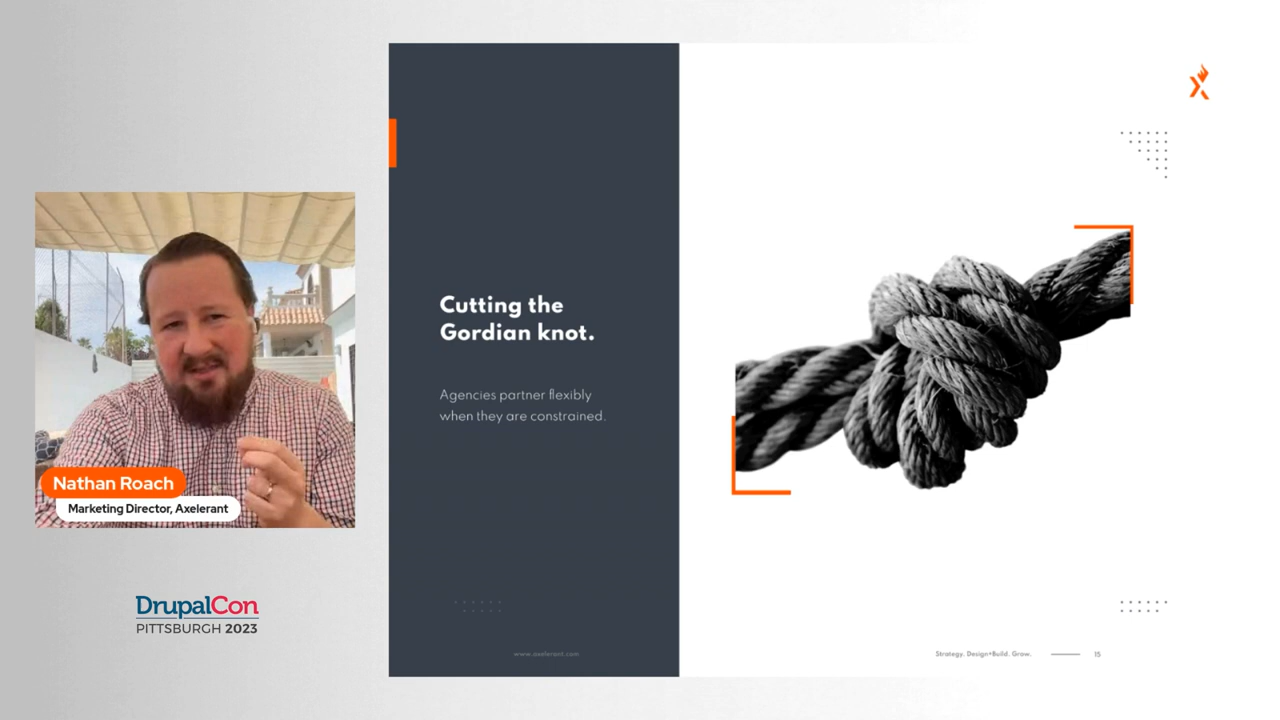 Cutting the
Gordian knot.
Agencies partner flexibly
when they are constrained.
Nathan Roach
Marketing Director, Axelerant
DrupalCon
PITTSBURGH 2023
www.axelerant.com
Strategy. Design+Build. Grow.
15